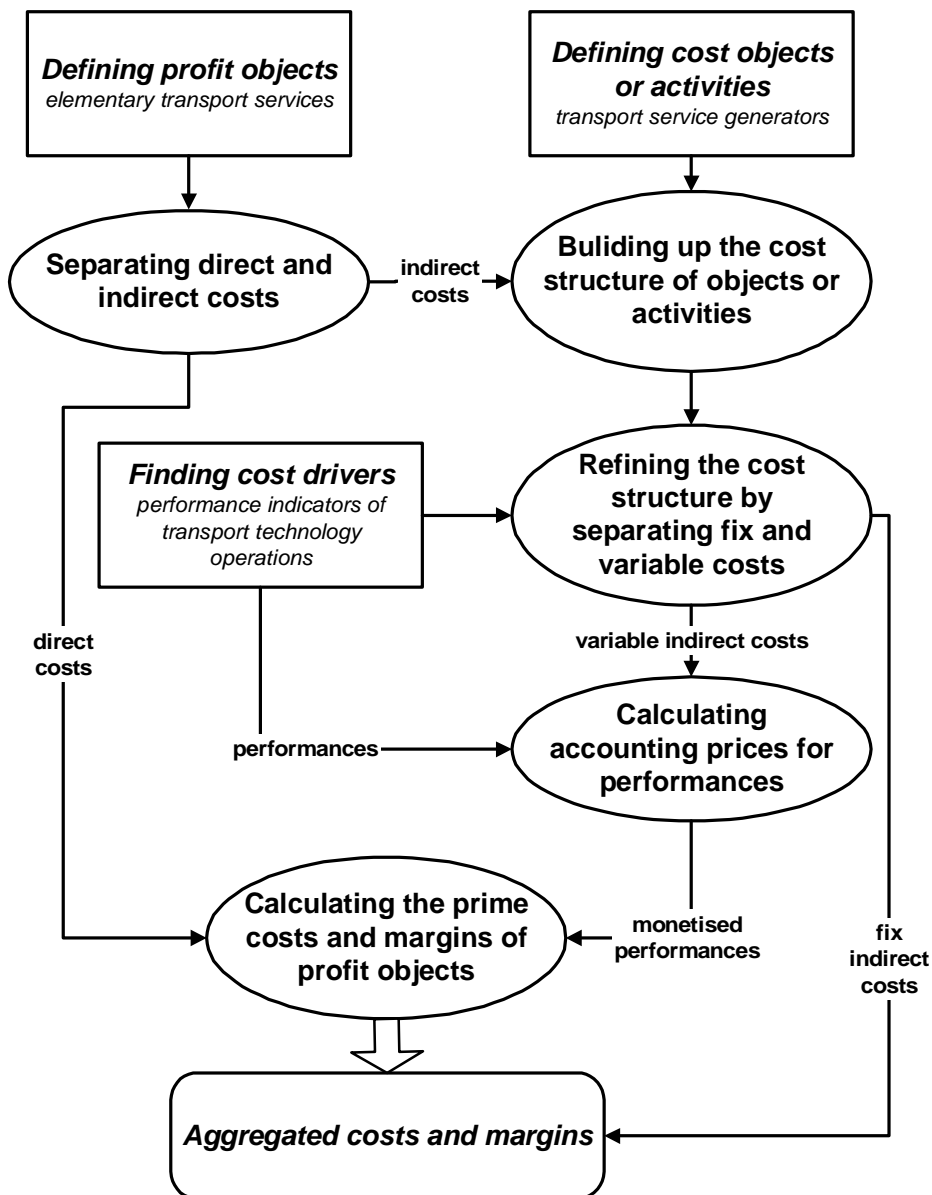 Defining profit objects
elementary transport services
Defining cost objects
or activities
transport service generators
Separating direct and
indirect costs
indirect
costs
Buliding up the cost
structure of objects or
activities
Finding cost drivers
performance indicators of
transport technology
operations
Refining the cost
structure by
separating fix and
variable costs
direct
costs
variable indirect costs
performances
Calculating
accounting prices for
performances
Calculating the prime
costs and margins of
profit objects
monetised
performances
fix
indirect
costs
Aggregated costs and margins